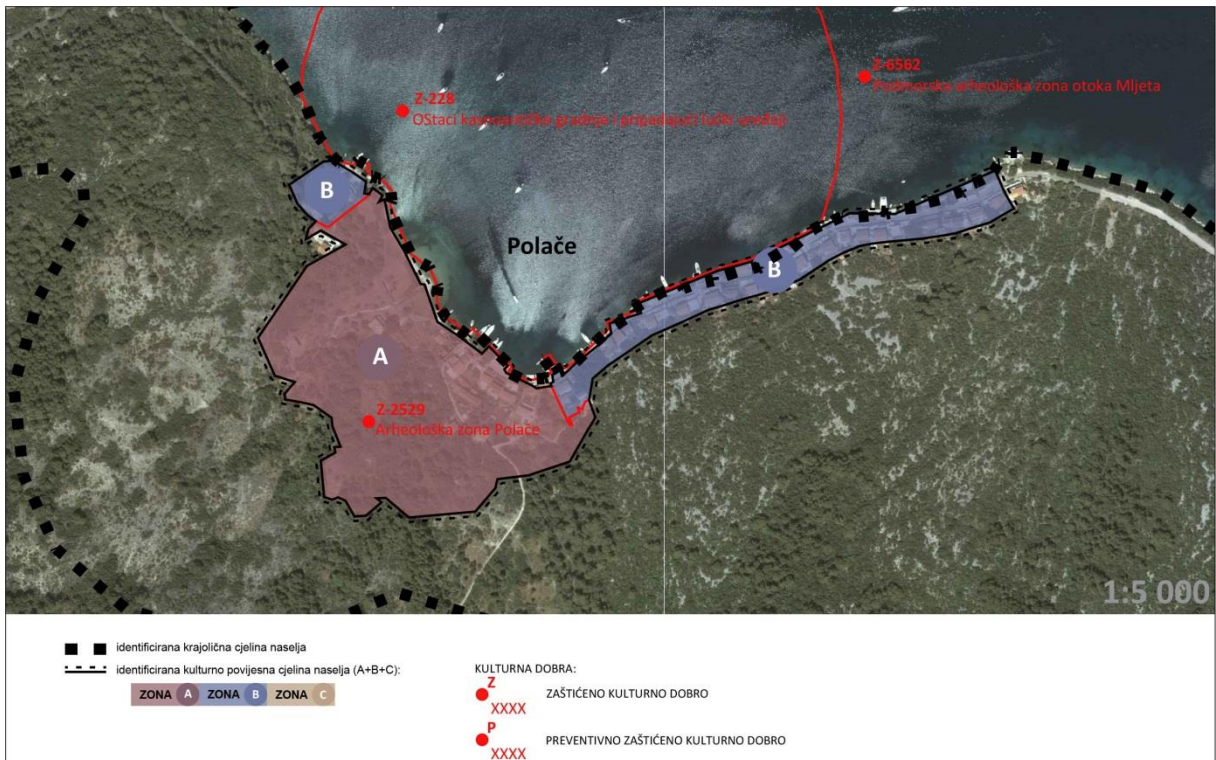 Z-6502
Podmorska arheološka zona otoka Mljeta
Z-228
OStaci kasnoantičke gradnje i pripadajući lučki uređaji
B
Polače
B
A
Z-2529
Arheološka zona Polače
1:5 000
identificirana krajolična cjelina naselja
identificirana kulturno povijesna cjelina naselja (A+B+C):
ZONA A ZONA B ZONA C
KULTURNA DOBRA:
Z
XXXX
ZAŠTIĆENO KULTURNO DOBRO
P
XXXX
PREVENTIVNO ZAŠTIĆENO KULTURNO DOBRO